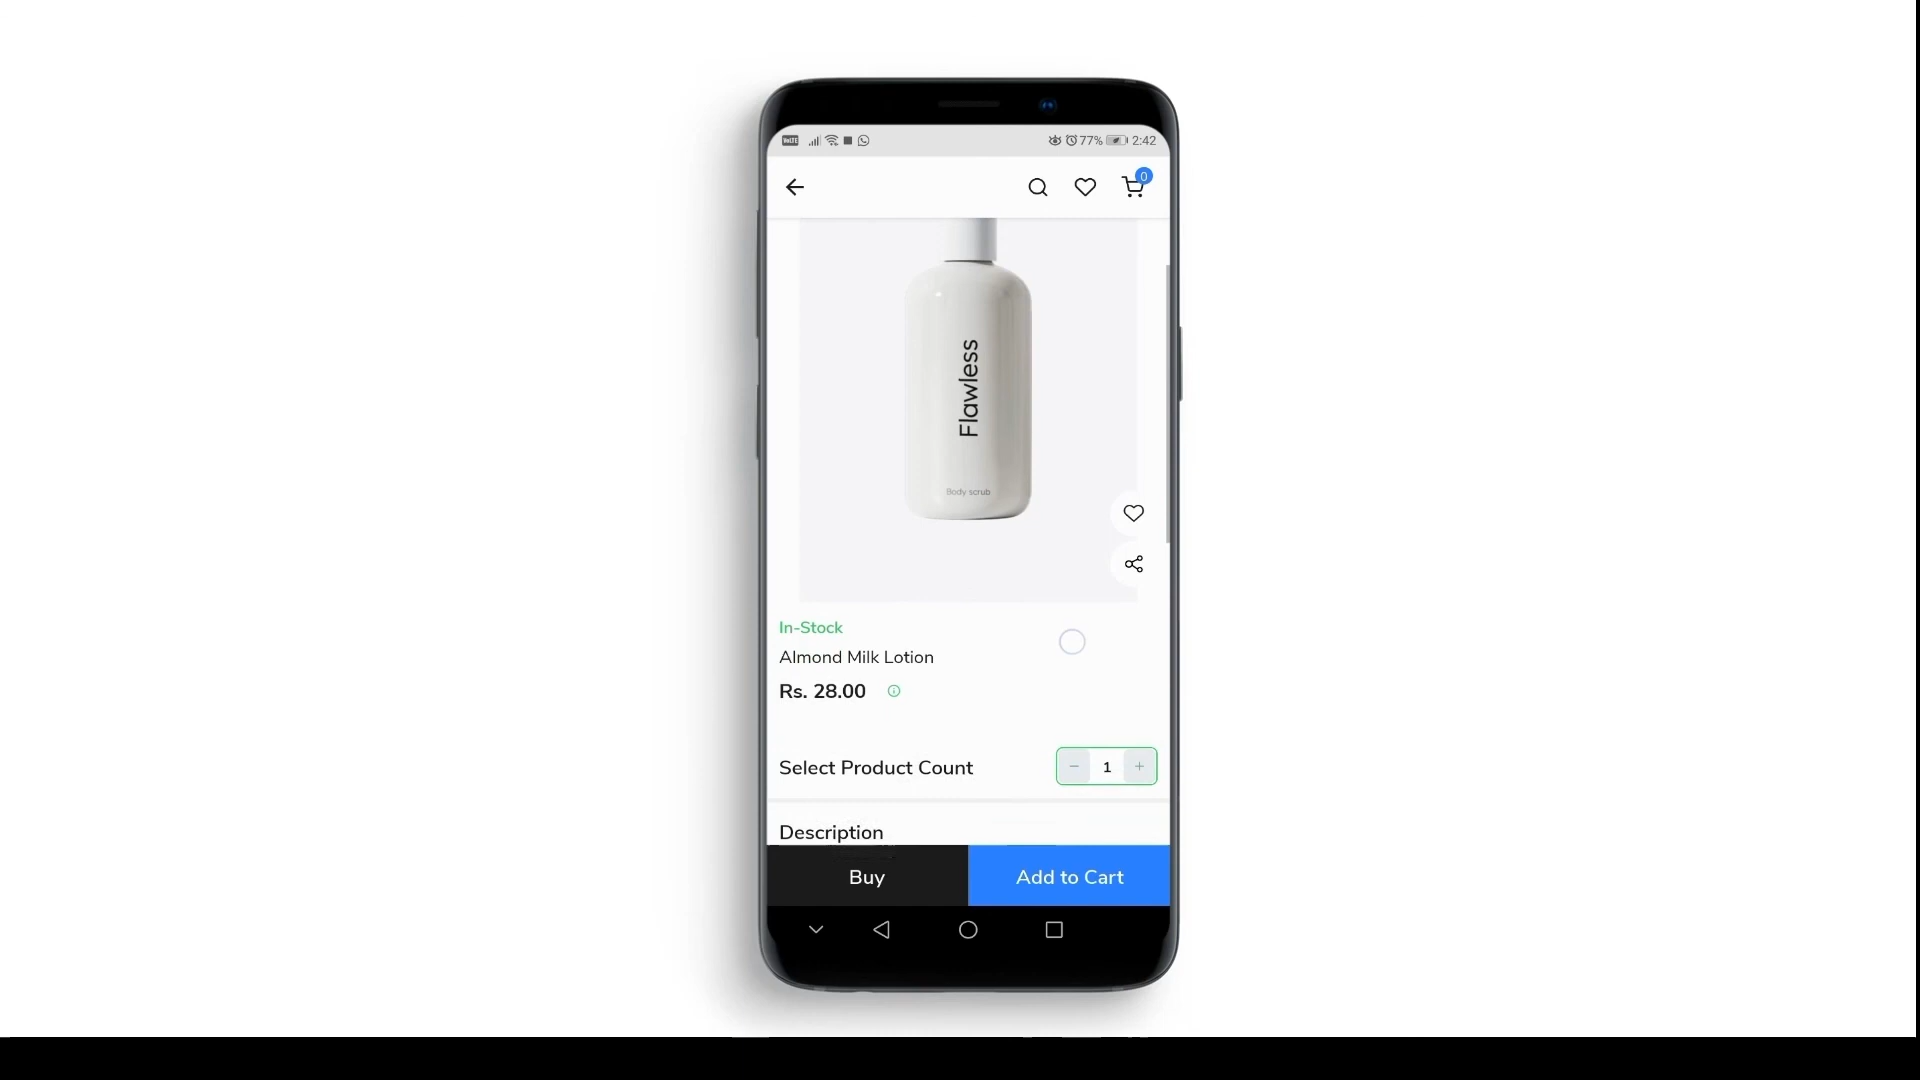 77% 2:42
0
Flawless
Body scrub
In-Stock
Almond Milk Lotion
Rs. 28.00
Select Product Count
− 1 +
Description
Buy
Add to Cart